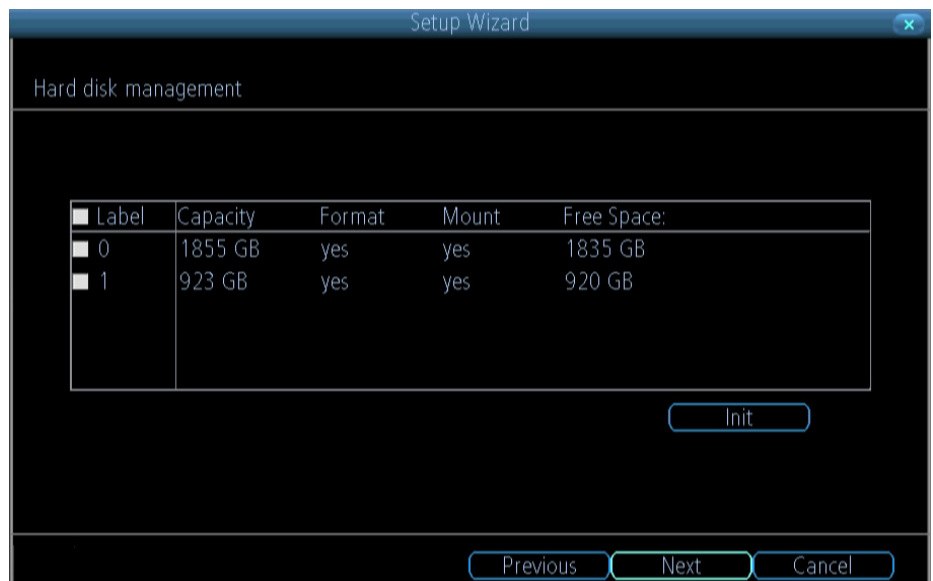 Setup Wizard
Hard disk management
Label Capacity Format Mount Free Space:
0 1855 GB yes yes 1835 GB
1 923 GB yes yes 920 GB
Init
Previous Next Cancel